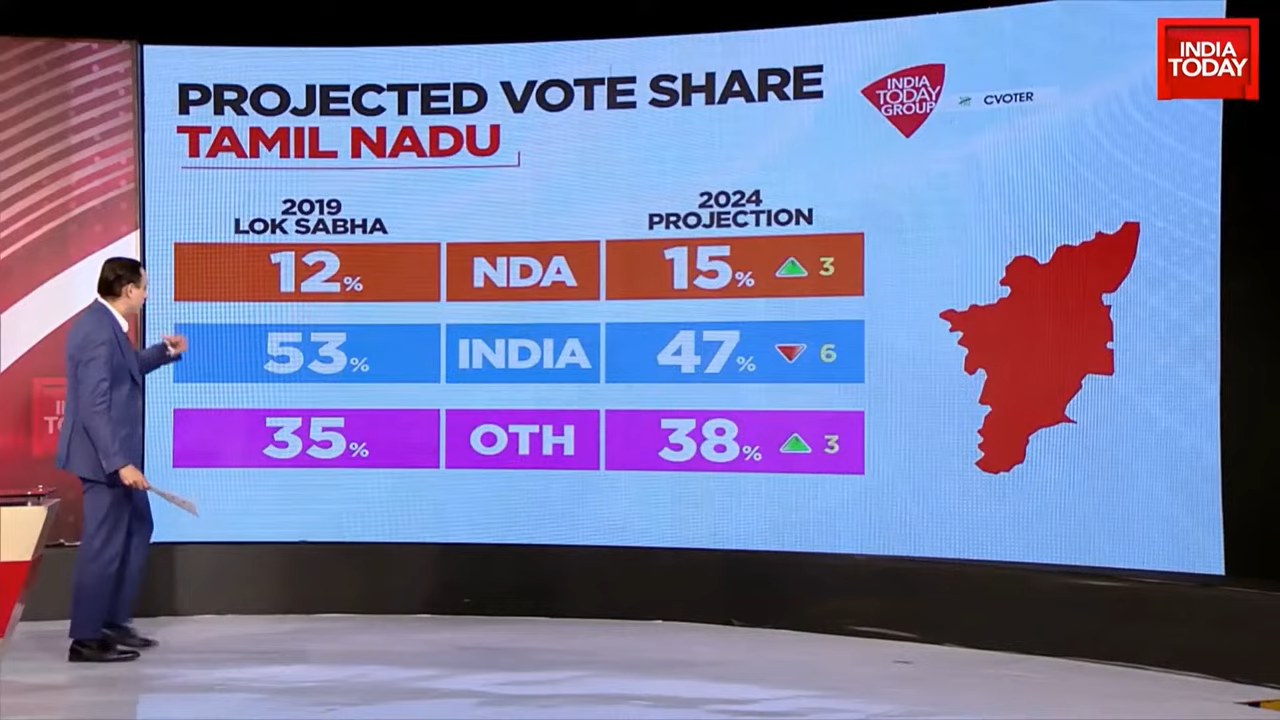 INDIA
TODAY
PROJECTED VOTE SHARE
TAMIL NADU
INDIA
TODAY
GROUP
CVOTER
2019
LOK SABHA
2024
PROJECTION
12% NDA 15% 3
53% INDIA 47% 6
35% OTH 38% 3